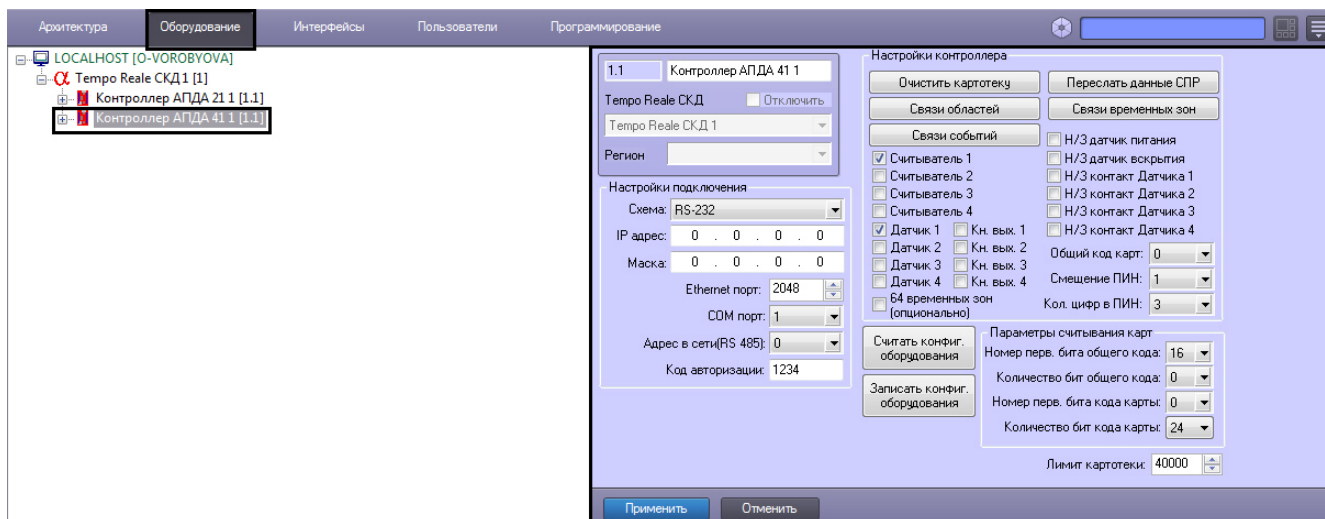 Архитектура Оборудование Интерфейсы Пользователи Программирование
LOCALHOST [O-VOROBYOVA]
Tempo Reale СКД 1 [1]
Контроллер АПДА 21 1 [1.1]
Контроллер АПДА 41 1 [1.1]
1.1 Контроллер АПДА 41 1
Tempo Reale СКД Отключить
Tempo Reale СКД 1
Регион
Настройки подключения
Схема: RS-232
IP адрес: 0 . 0 . 0 . 0
Маска: 0 . 0 . 0 . 0
Ethernet порт: 2048
COM порт: 1
Адрес в сети(RS 485): 0
Код авторизации: 1234
Настройки контроллера
Очистить картотеку Переслать данные СПР
Связи областей Связи временных зон
Связи событий
Н/З датчик питания
Считыватель 1 Н/З датчик вскрытия
Считыватель 2 Н/З контакт Датчика 1
Считыватель 3 Н/З контакт Датчика 2
Считыватель 4 Н/З контакт Датчика 3
Датчик 1 Кн. вых. 1 Н/З контакт Датчика 4
Датчик 2 Кн. вых. 2
Датчик 3 Кн. вых. 3
Датчик 4 Кн. вых. 4
64 временных зон
(опционально)
Общий код карт: 0
Смещение ПИН: 1
Кол. цифр в ПИН: 3
Считать конфиг.
оборудования
Записать конфиг.
оборудования
Параметры считывания карт
Номер перв. бита общего кода: 16
Количество бит общего кода: 0
Номер перв. бита кода карты: 0
Количество бит кода карты: 24
Лимит картотеки: 40000
Применить Отменить